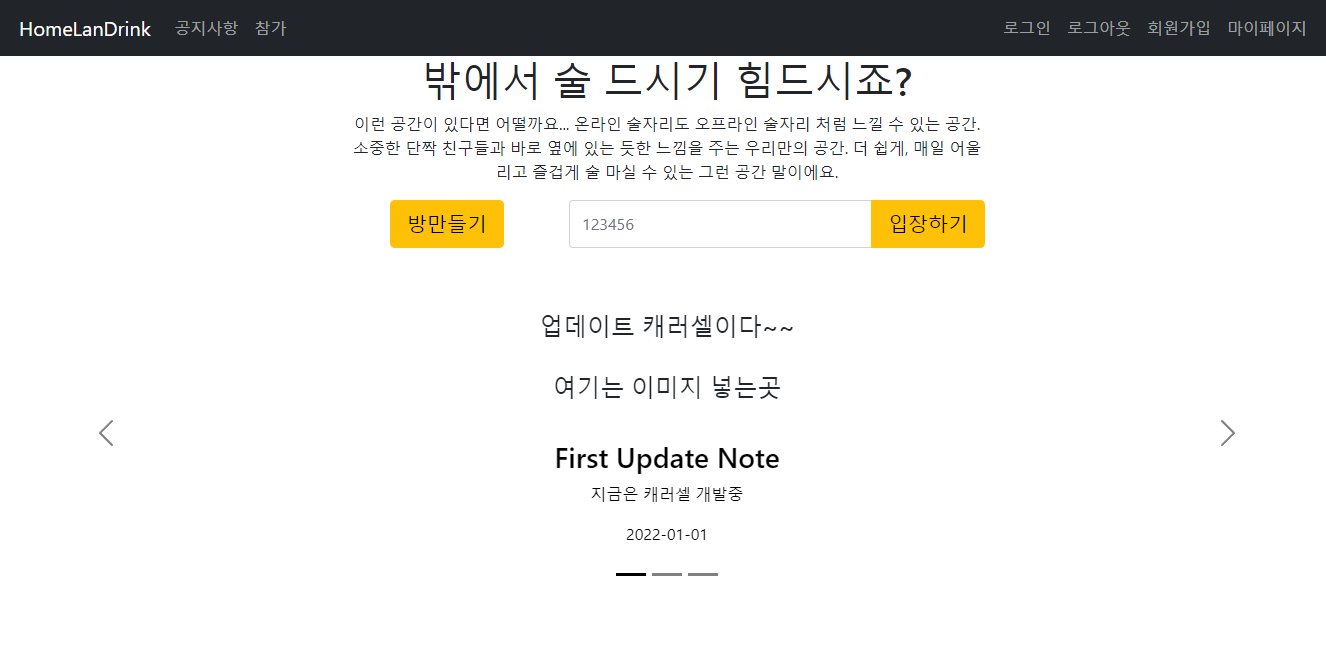 HomeLanDrink 공지사항 참가 로그인 로그아웃 회원가입 마이페이지
밖에서 술 드시기 힘드시죠?
이런 공간이 있다면 어떨까요... 온라인 술자리도 오프라인 술자리 처럼 느낄 수 있는 공간.
소중한 단짝 친구들과 바로 옆에 있는 듯한 느낌을 주는 우리만의 공간. 더 쉽게, 매일 어울
리고 즐겁게 술 마실 수 있는 그런 공간 말이에요.
방만들기 123456 입장하기
업데이트 캐러셀이다~~
여기는 이미지 넣는곳
First Update Note
지금은 캐러셀 개발중
2022-01-01